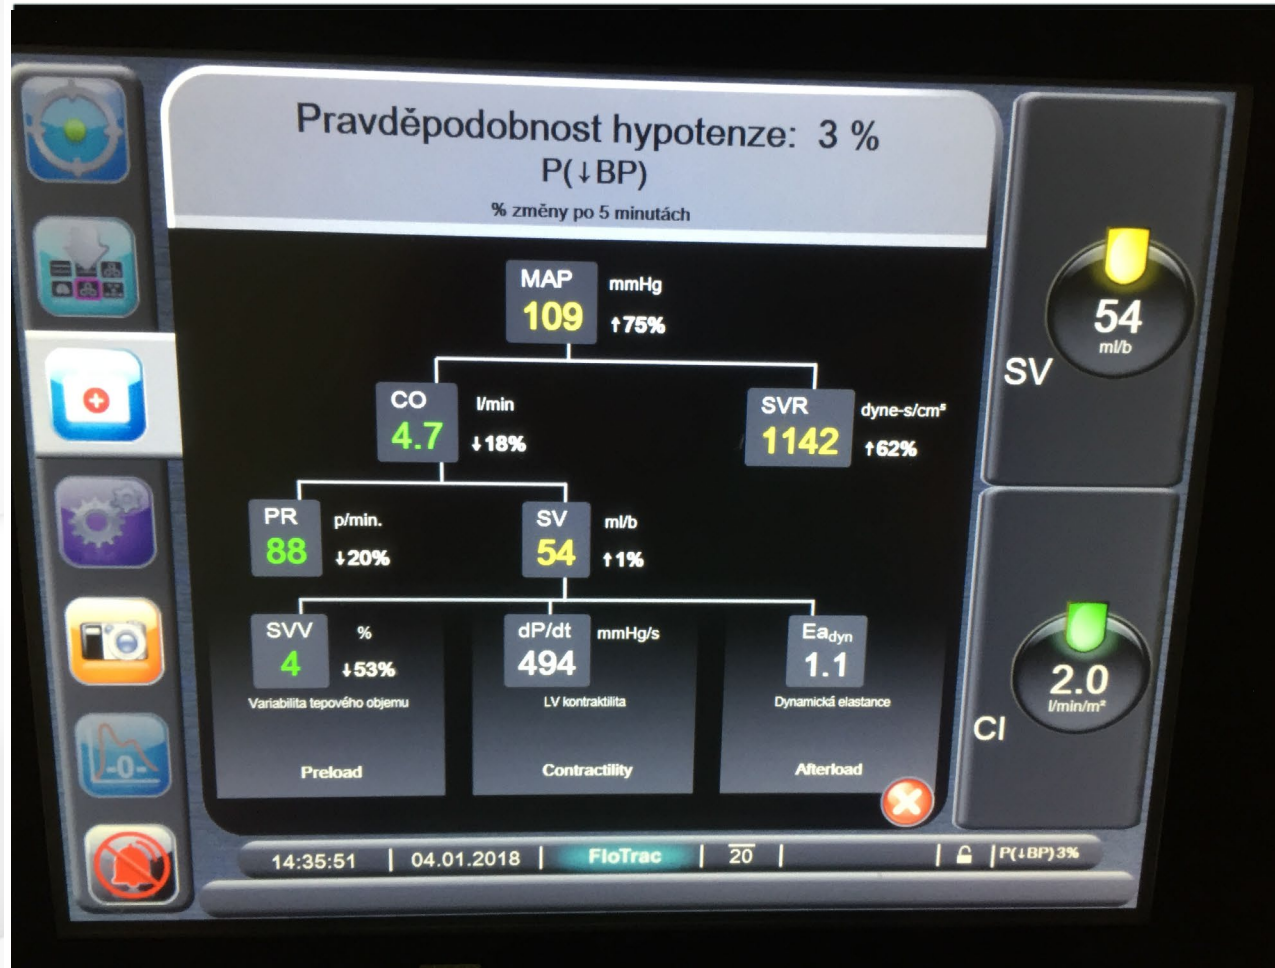 Pravděpodobnost hypotenze: 3 %
P(↓BP)
% změny po 5 minutách
MAP mmHg
109 ↑75%
CO l/min
4.7 ↓18%
SVR dyne-s/cm⁵
1142 ↑62%
PR p/min.
88 ↓20%
SV ml/b
54 ↑1%
SVV %
4 ↓53%
Variabilita tepového objemu
Preload
dP/dt mmHg/s
494
LV kontraktilita
Contractility
Eadyn
1.1
Dynamická elastance
Afterload
54
ml/b
SV
2.0
l/min/m²
CI
-0-
14:35:51 | 04.01.2018 | FloTrac | 20 | | P(↓BP)3%